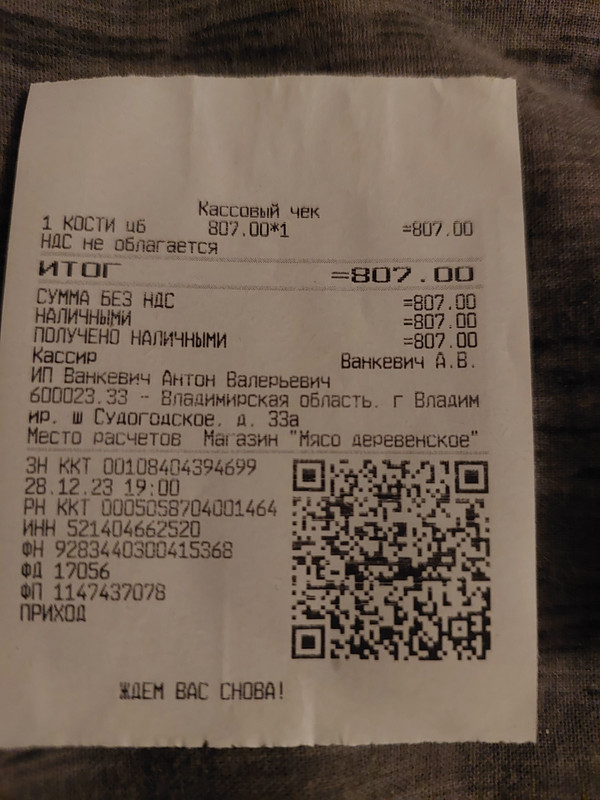 Кассовый чек
1 КОСТИ цб 807.00*1 =807.00
НДС не облагается
ИТОГ =807.00
СУММА БЕЗ НДС =807.00
НАЛИЧНЫМИ =807.00
ПОЛУЧЕНО НАЛИЧНЫМИ =807.00
Кассир Ванкевич А.В.
ИП Ванкевич Антон Валерьевич
600023.33 - Владимирская область. г Владим
ир. ш Судогодское. д. 33а
Место расчетов Магазин "Мясо деревенское"
ЗН ККТ 00108404394699
28.12.23 19:00
РН ККТ 0005058704001464
ИНН 521404662520
ФН 9283440300415368
ФД 17056
ФП 1147437078
ПРИХОД
ЖДЕМ ВАС СНОВА!